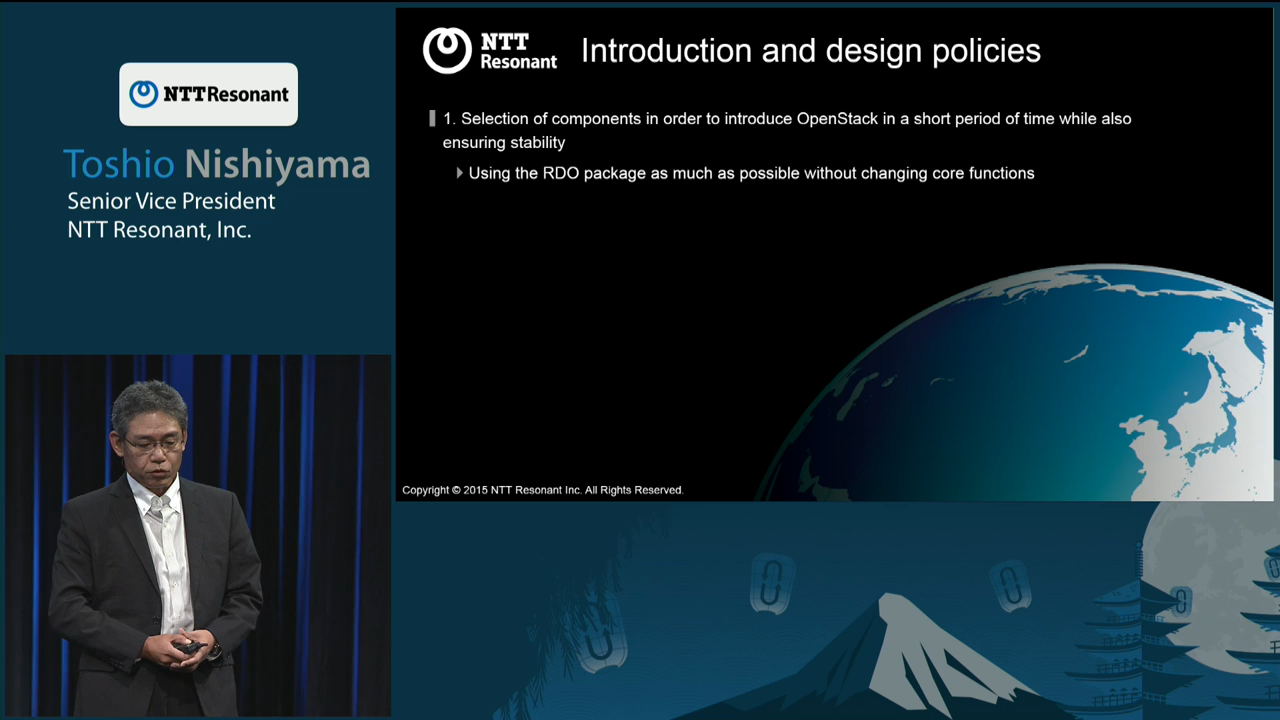 NTT Resonant
Toshio Nishiyama
Senior Vice President
NTT Resonant, Inc.
NTT
Resonant
Introduction and design policies
1. Selection of components in order to introduce OpenStack in a short period of time while also
ensuring stability
Using the RDO package as much as possible without changing core functions
Copyright © 2015 NTT Resonant Inc. All Rights Reserved.